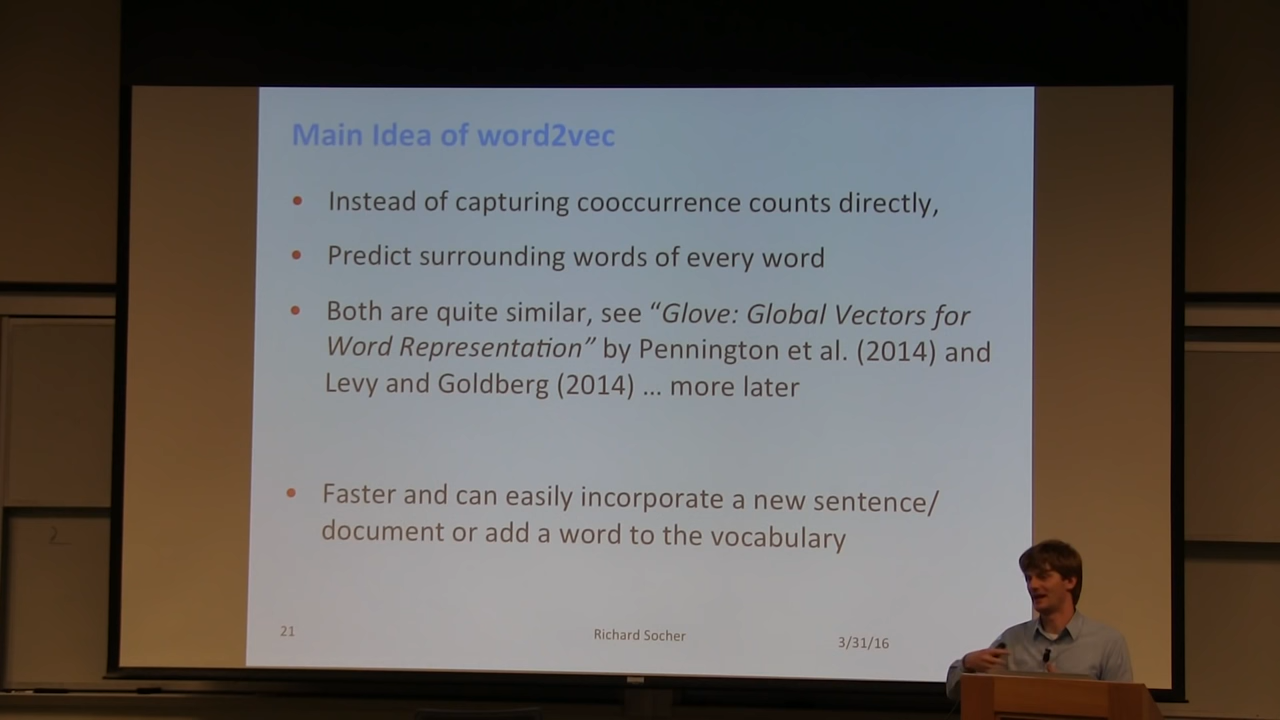 Main Idea of word2vec
• Instead of capturing cooccurrence counts directly,
• Predict surrounding words of every word
• Both are quite similar, see “Glove: Global Vectors for
Word Representation” by Pennington et al. (2014) and
Levy and Goldberg (2014) … more later
• Faster and can easily incorporate a new sentence/
document or add a word to the vocabulary
21
Richard Socher
3/31/16
2